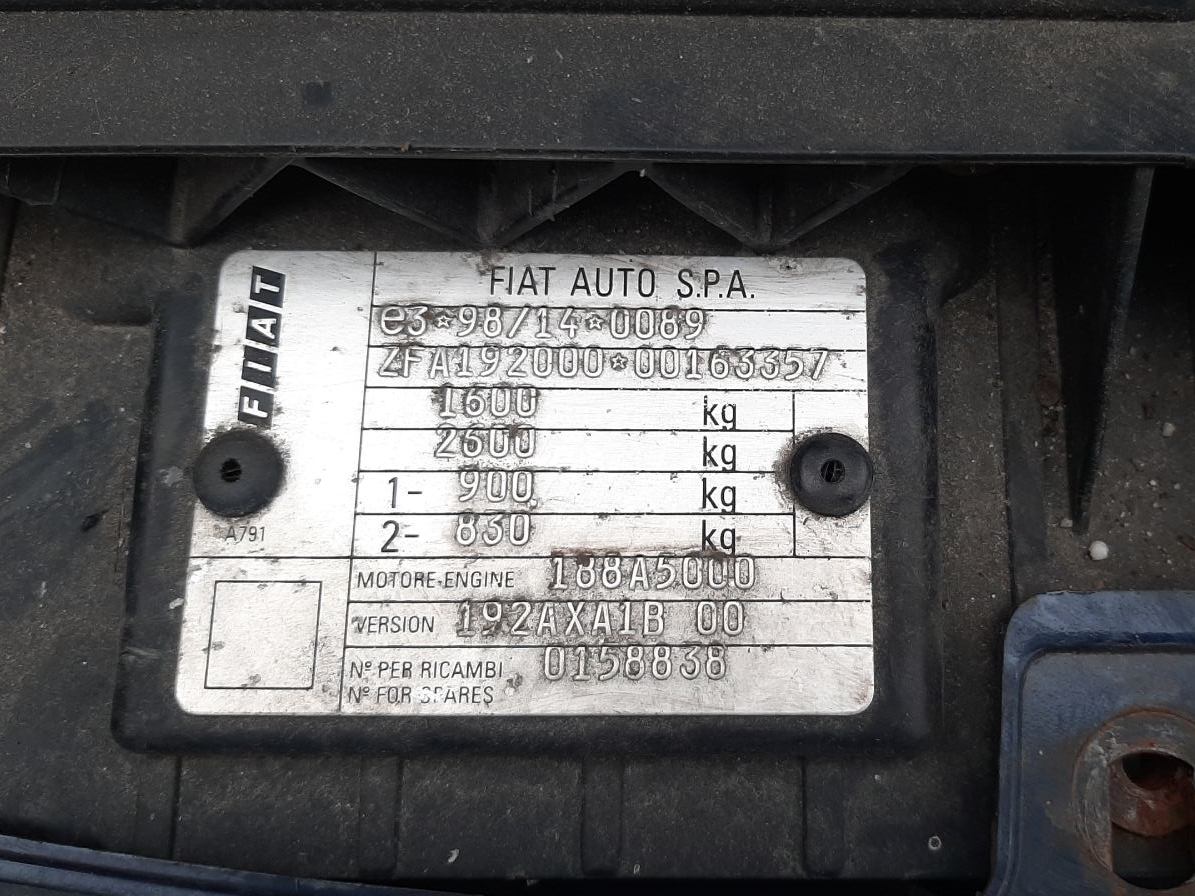 FIAT
FIAT AUTO S.P.A.
e3*98/14*0089
ZFA192000*00163357
1600 kg
2600 kg
1- 900 kg
2- 830 kg
A791
MOTORE-ENGINE 188A5000
VERSION 192AXA1B 00
Nº PER RICAMBI 0158838
Nº FOR SPARES